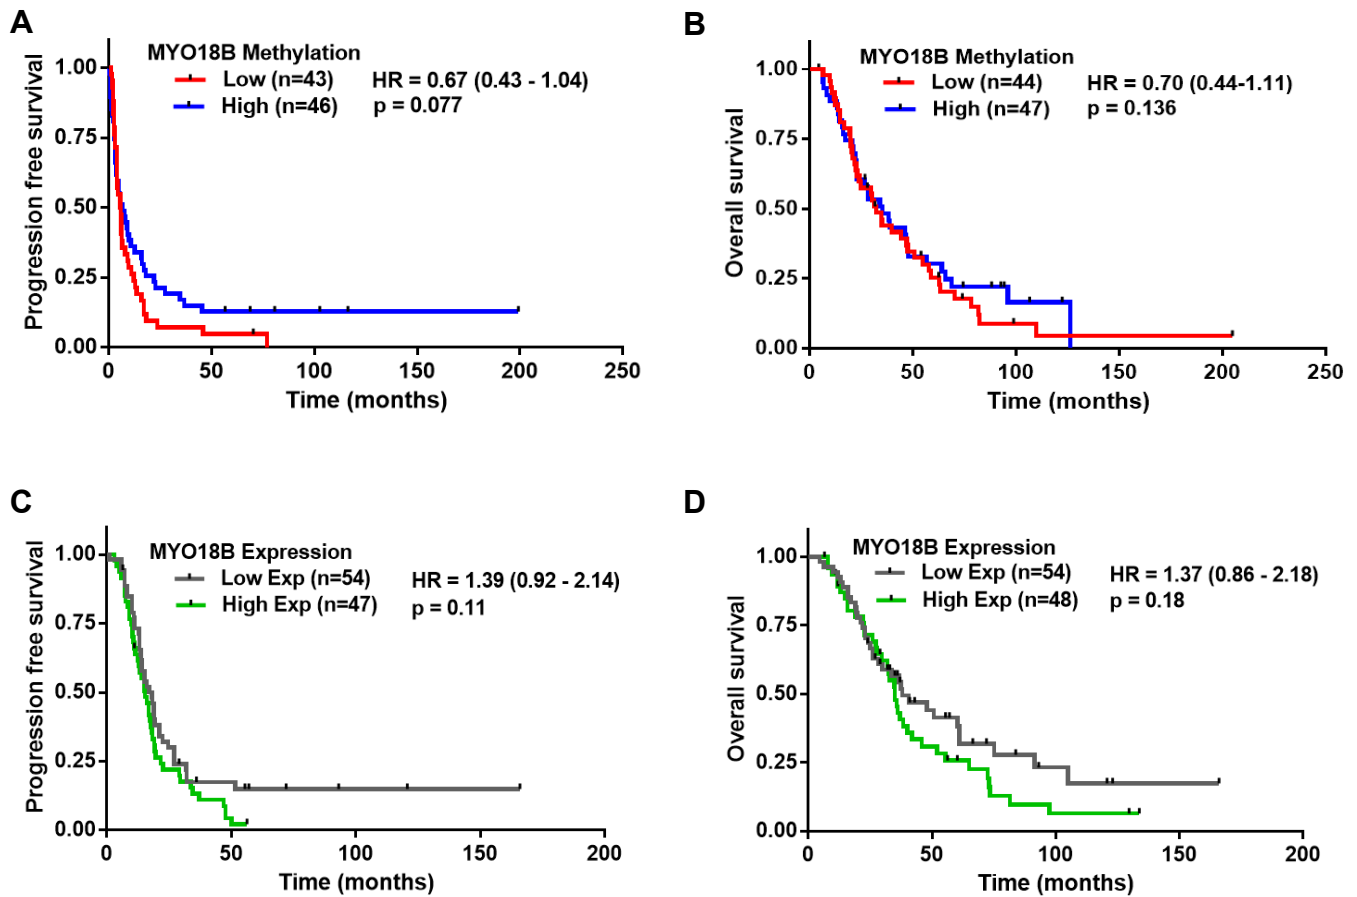 A
MYO18B Methylation
Low (n=43) HR = 0.67 (0.43 - 1.04)
High (n=46) p = 0.077
Progression free survival
1.00
0.75
0.50
0.25
0.00
0 50 100 150 200 250
Time (months)
B
MYO18B Methylation
Low (n=44) HR = 0.70 (0.44-1.11)
High (n=47) p = 0.136
Overall survival
1.00
0.75
0.50
0.25
0.00
0 50 100 150 200 250
Time (months)
C
MYO18B Expression
Low Exp (n=54) HR = 1.39 (0.92 - 2.14)
High Exp (n=47) p = 0.11
Progression free survival
1.00
0.75
0.50
0.25
0.00
0 50 100 150 200
Time (months)
D
MYO18B Expression
Low Exp (n=54) HR = 1.37 (0.86 - 2.18)
High Exp (n=48) p = 0.18
Overall survival
1.00
0.75
0.50
0.25
0.00
0 50 100 150 200
Time (months)